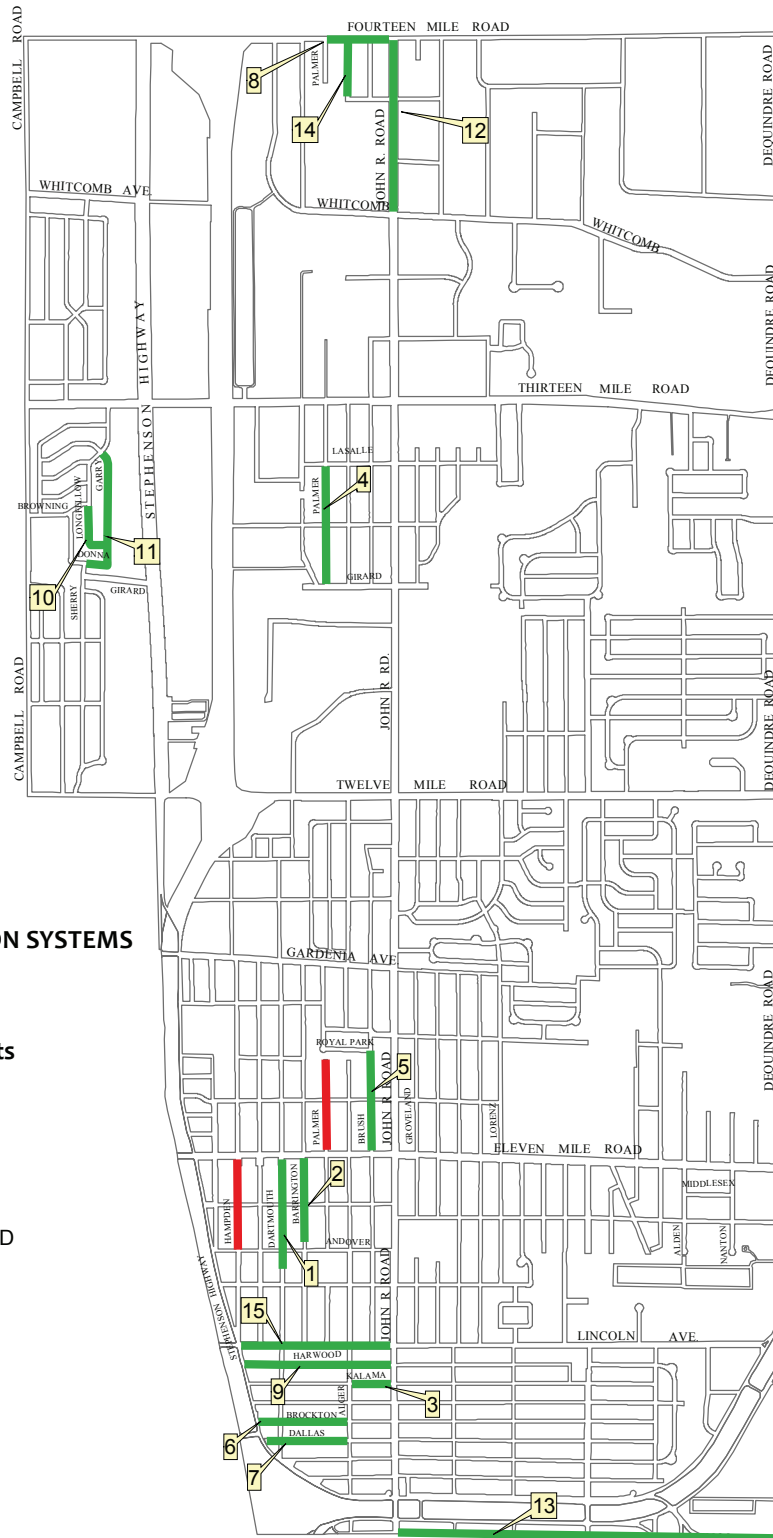 FOURTEEN MILE ROAD
CAMPBELL ROAD
PALMER
8
14
JOHN R. ROAD
12
DEQUINDRE ROAD
WHITCOMB AVE.
WHITCOMB
WHITCOMB
DEQUINDRE ROAD
STEPHENSON HIGHWAY
THIRTEEN MILE ROAD
LASALLE
GARRY
4
PALMER
LONGFELLOW
BROWNING
11
DONNA
10
GIRARD
GIRARD
SHERRY
CAMPBELL ROAD
JOHN R RD.
DEQUINDRE ROAD
TWELVE MILE ROAD
ON SYSTEMS
GARDENIA AVE
DEQUINDRE ROAD
ts
ROYAL PARK
5
PALMER
BRUSH
JOHN R ROAD
GROVELAND
LORENZ
ELEVEN MILE ROAD
2
MIDDLESEX
HAMPDEN
DARTMOUTH
BARRINGTON
D
ANDOVER
ALDEN
NANTON
1
JOHN R ROAD
STEPHENSON HIGHWAY
15
LINCOLN AVE.
HARWOOD
KALAMA
9
3
AUGER
BROCKTON
6
DALLAS
7
13